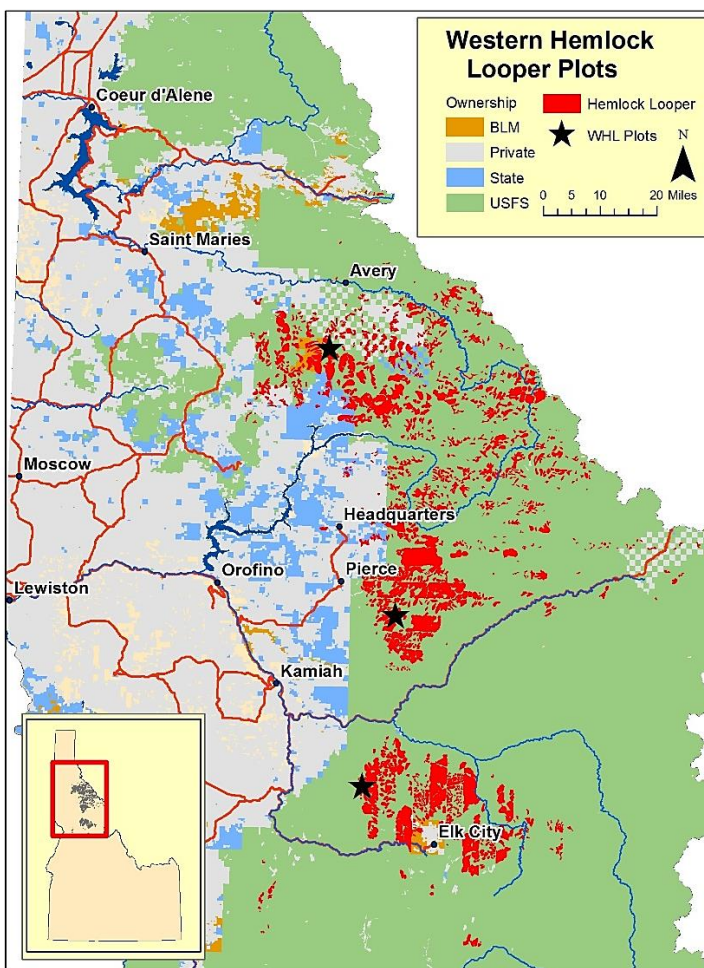 Western Hemlock
Looper Plots
Ownership
BLM
Private
State
USFS
Hemlock Looper
WHL Plots
N
0 5 10 20
Miles
Coeur d'Alene
Saint Maries
Avery
Moscow
Headquarters
Orofino
Pierce
Lewiston
Kamiah
Elk City